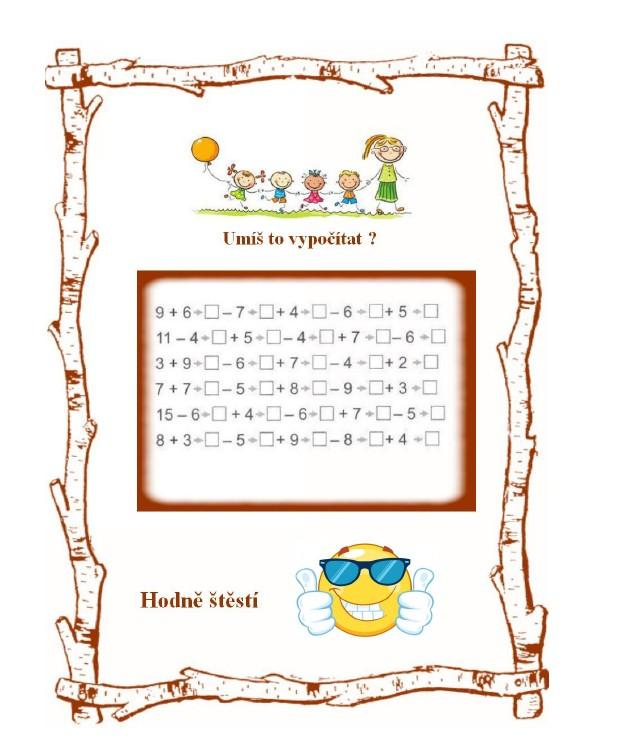 Umíš to vypočítat ?
9 + 6 → □ – 7 → □ + 4 → □ – 6 → □ + 5 → □
11 – 4 → □ + 5 → □ – 4 → □ + 7 → □ – 6 → □
3 + 9 → □ – 6 → □ + 7 → □ – 4 → □ + 2 → □
7 + 7 → □ – 5 → □ + 8 → □ – 9 → □ + 3 → □
15 – 6 → □ + 4 → □ – 6 → □ + 7 → □ – 5 → □
8 + 3 → □ – 5 → □ + 9 → □ – 8 → □ + 4 → □
Hodně štěstí